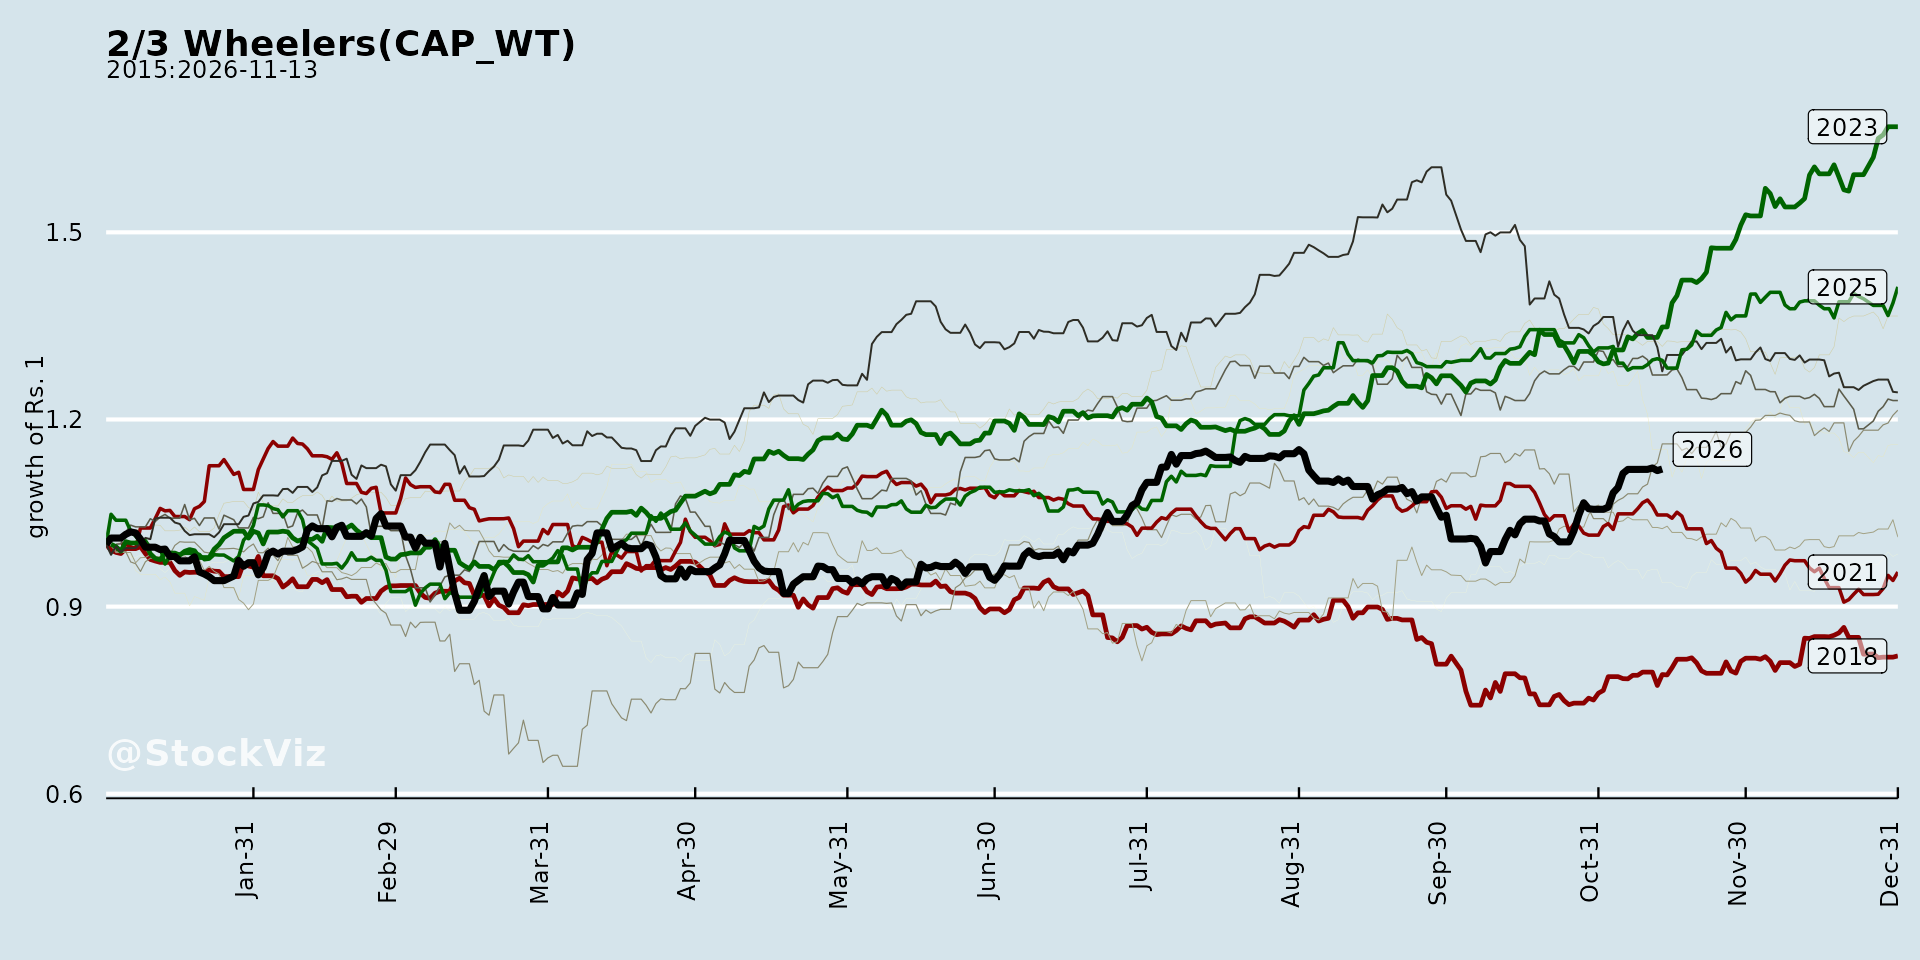 2/3 Wheelers(CAP_WT)
2015:2026-11-13
growth of Rs. 1
1.5
1.2
0.9
0.6
2023
2025
2026
2021
2018
@StockViz
Jan-31
Feb-29
Mar-31
Apr-30
May-31
Jun-30
Jul-31
Aug-31
Sep-30
Oct-31
Nov-30
Dec-31